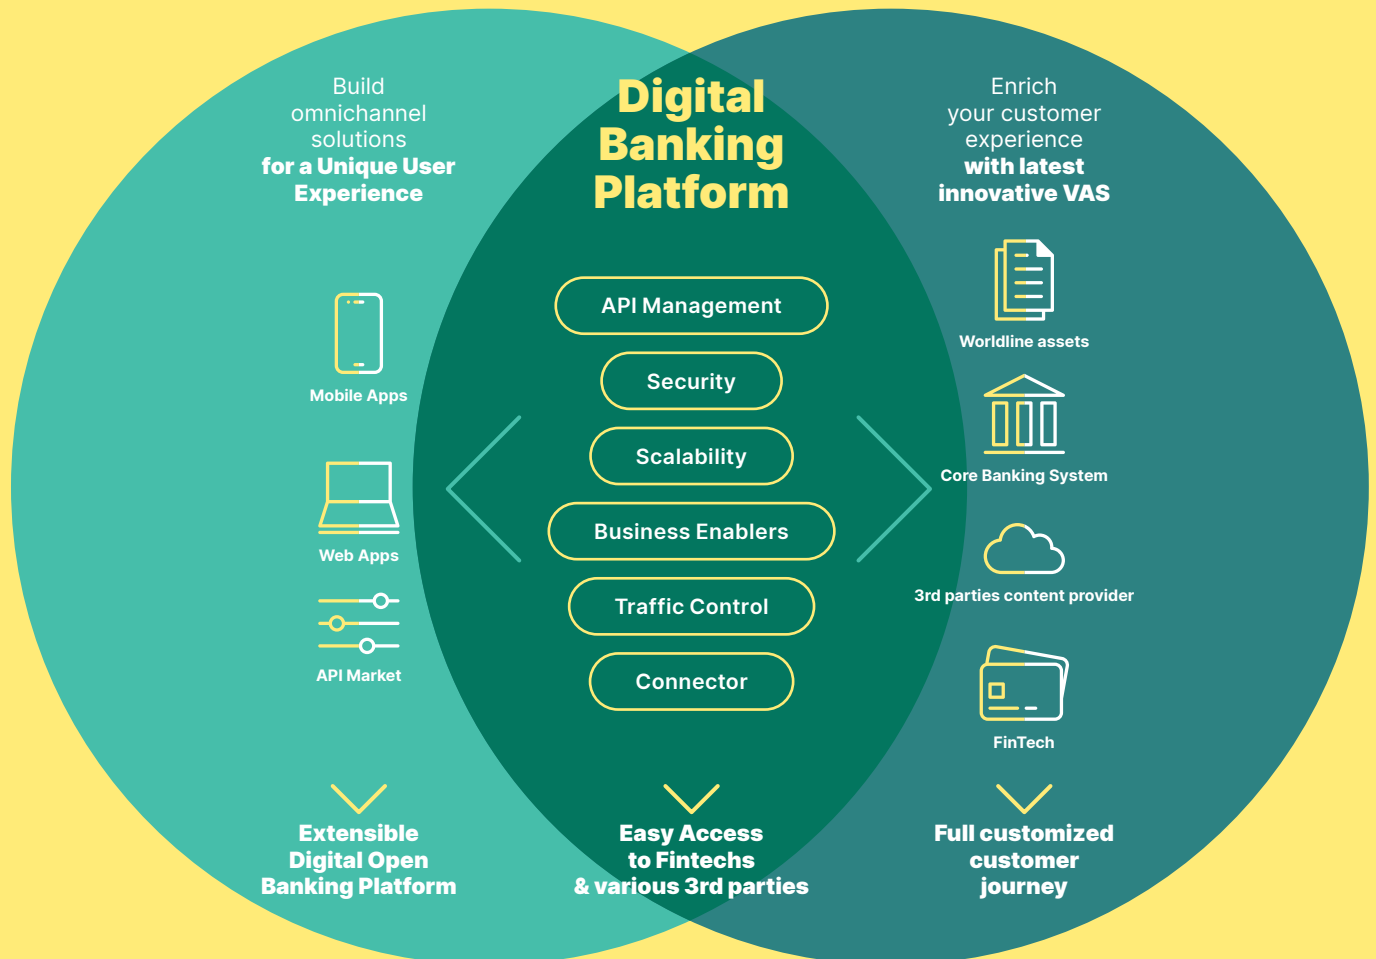 Build
omnichannel
solutions
for a Unique User
Experience
Mobile Apps
Web Apps
API Market
Extensible
Digital Open
Banking Platform
Digital
Banking
Platform
API Management
Security
Scalability
Business Enablers
Traffic Control
Connector
Easy Access
to Fintechs
& various 3rd parties
Enrich
your customer
experience
with latest
innovative VAS
Worldline assets
Core Banking System
3rd parties content provider
FinTech
Full customized
customer
journey